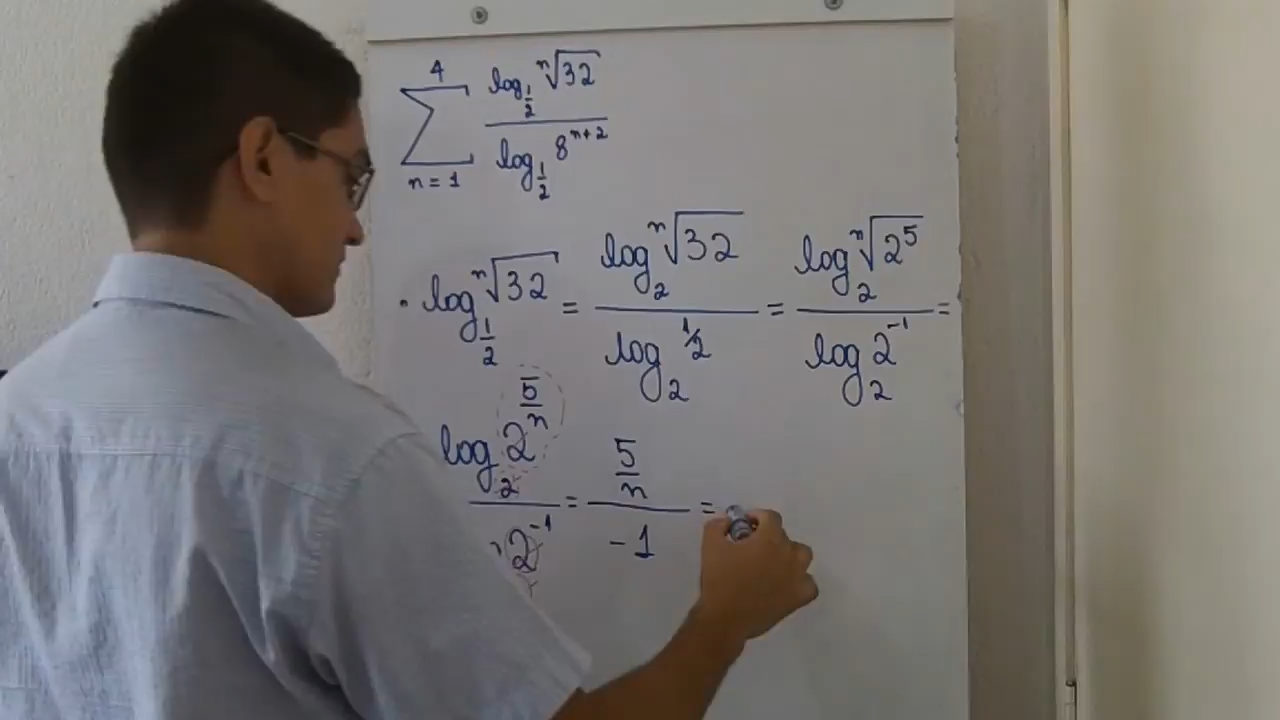 4
∑ log_{1/2} ⁿ√32 / log_{1/2} 8^{n+2}
n = 1
· log_{1/2} ⁿ√32 = log_2 ⁿ√32 / log_2 1/2 = log_2 ⁿ√2^5 / log_2 2^{-1} =
log_2 2^{5/n} / 2^{-1} = 5/n / -1 =